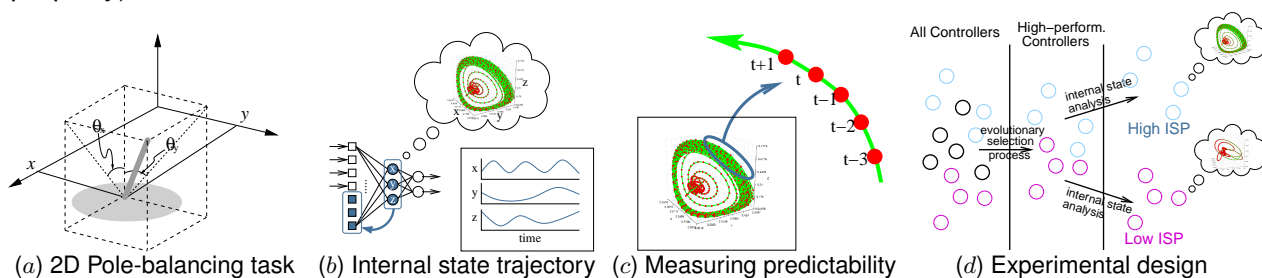 θx
θy
y
x
(a) 2D Pole-balancing task
x
y
z
x
y
z
x
y
z
time
(b) Internal state trajectory
t+1
t
t−1
t−2
t−3
(c) Measuring predictability
All Controllers
High−perform.
Controllers
evolutionary
selection
process
internal state
analysis
High ISP
internal state
analysis
Low ISP
(d) Experimental design